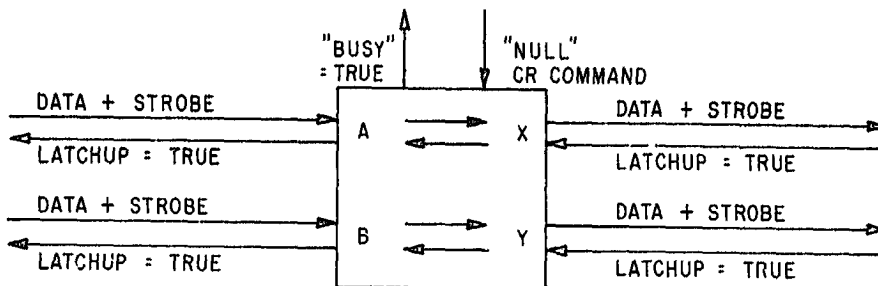 "BUSY"
= TRUE
"NULL"
CR COMMAND
DATA + STROBE
LATCHUP = TRUE
A
X
DATA + STROBE
LATCHUP = TRUE
DATA + STROBE
LATCHUP = TRUE
B
Y
DATA + STROBE
LATCHUP = TRUE